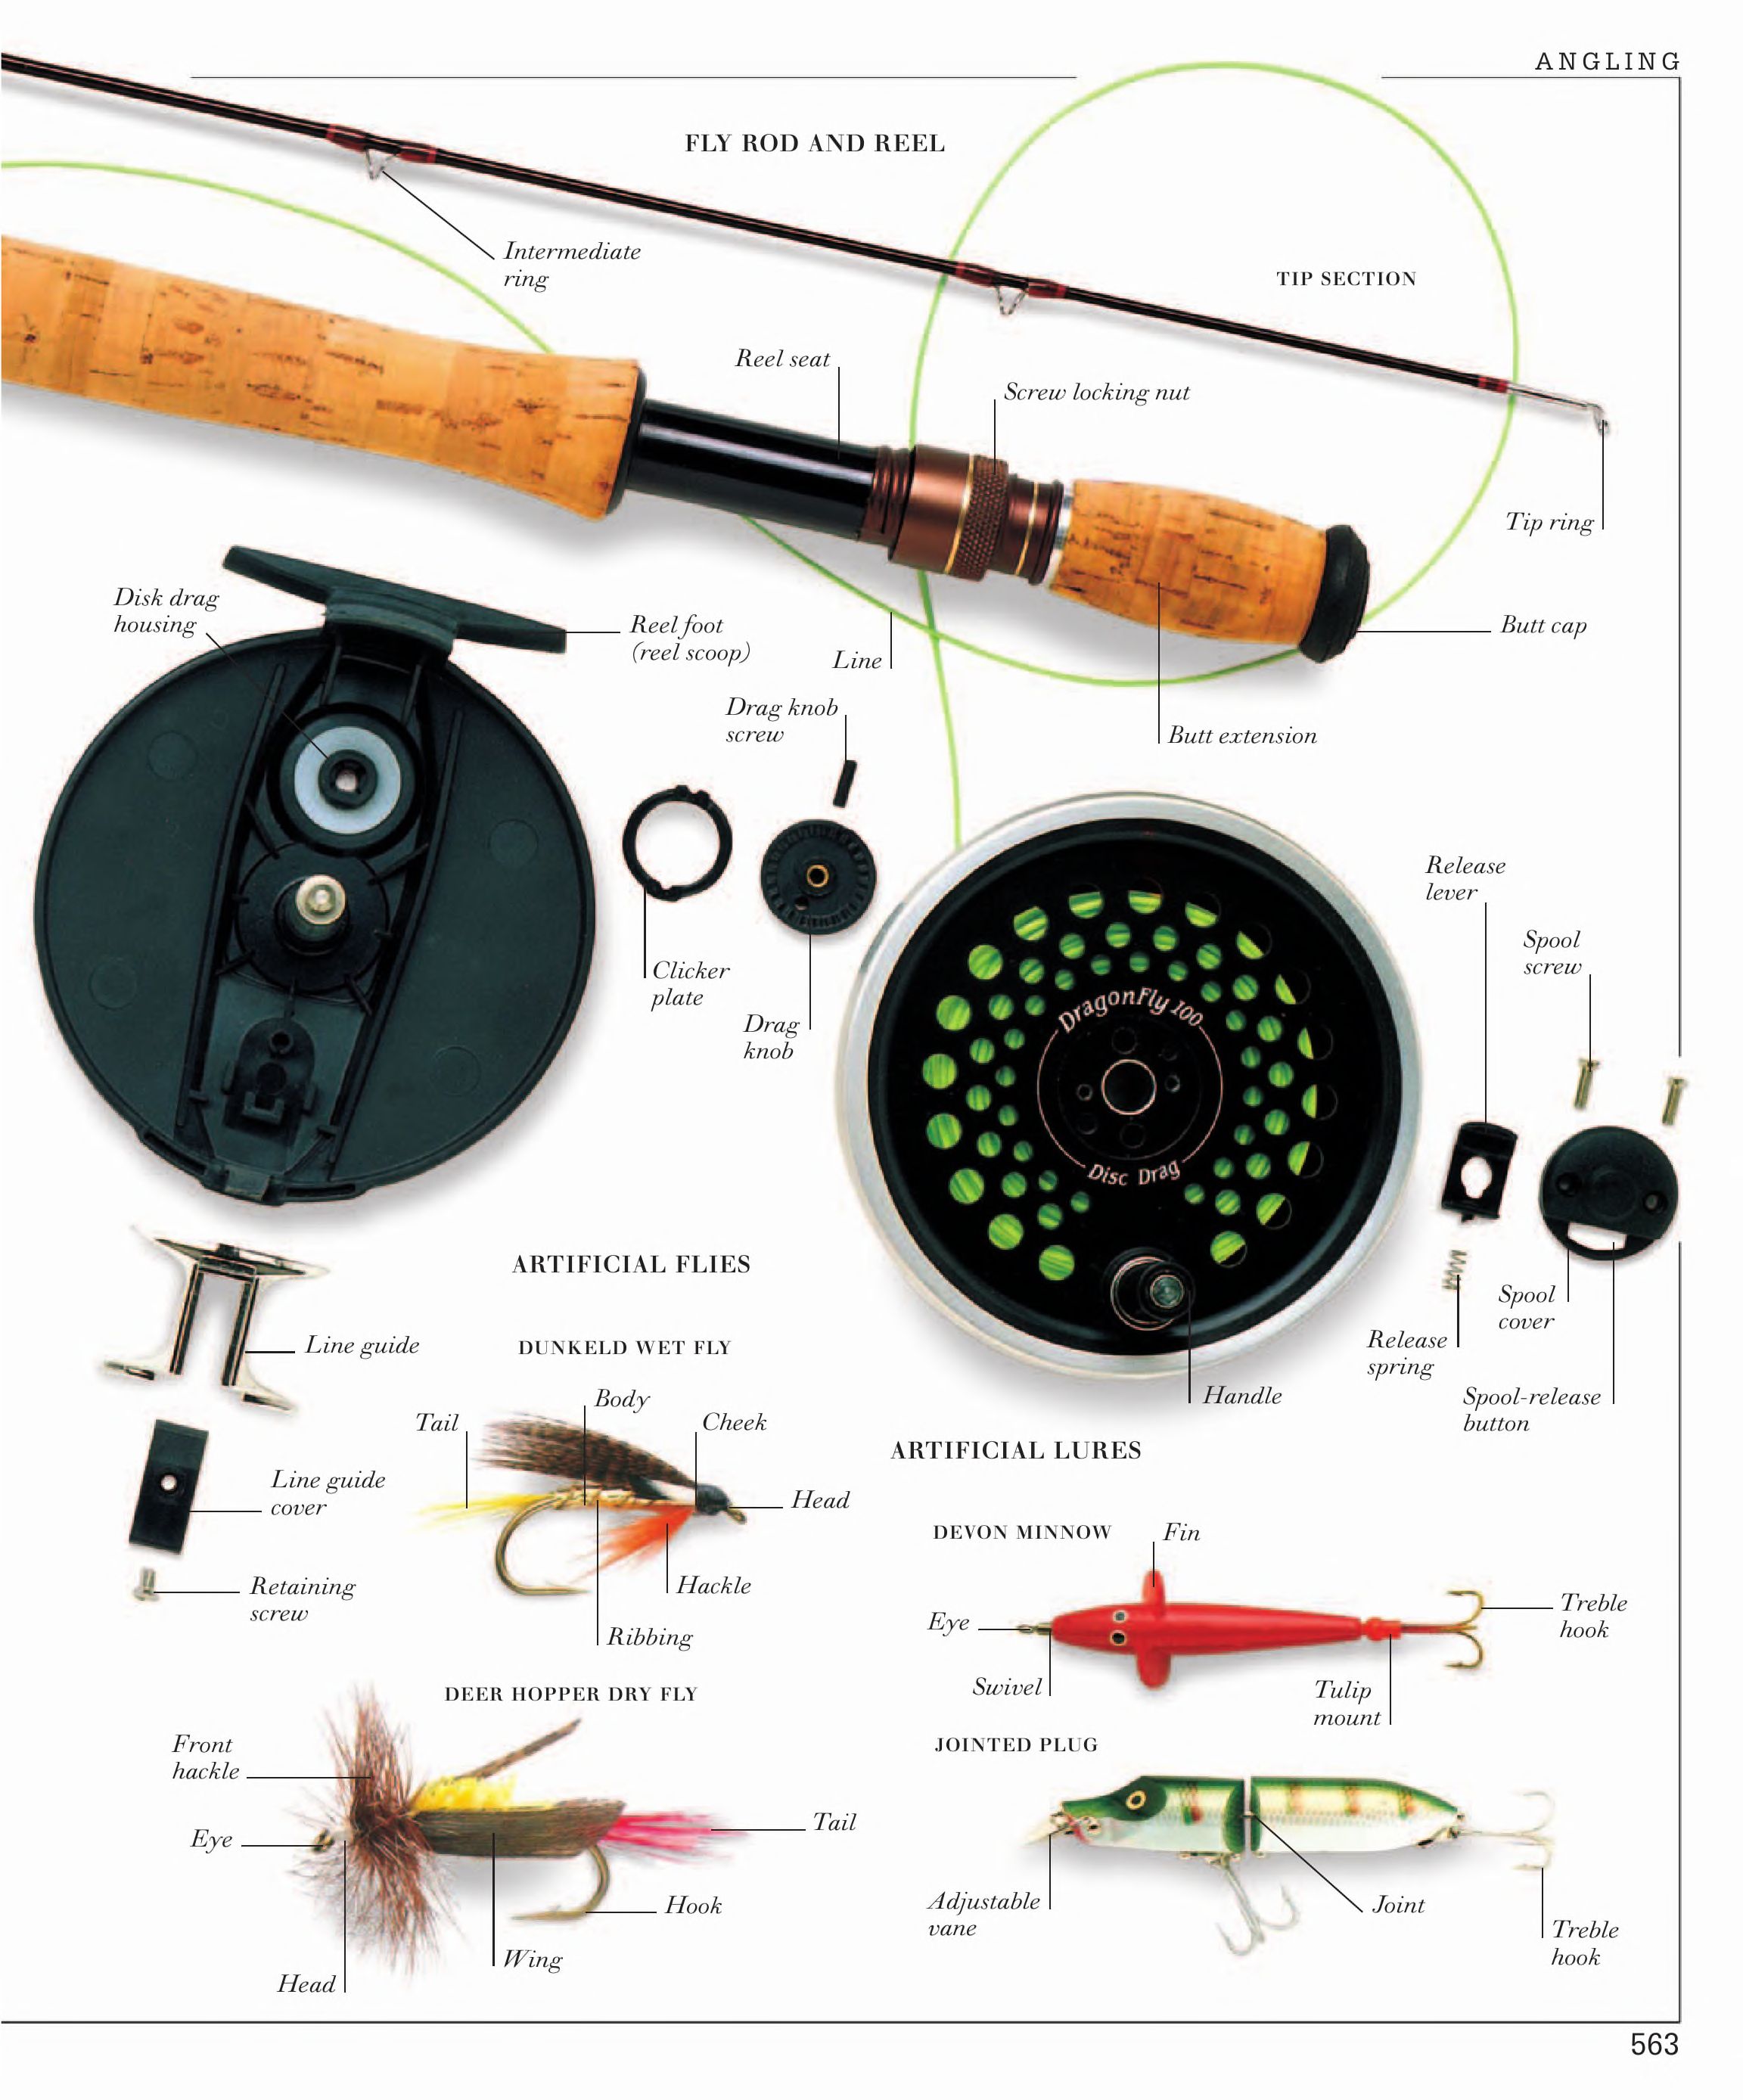 ANGLING
FLY ROD AND REEL
Intermediate
ring
TIP SECTION
Reel seat
Screw locking nut
Tip ring
Disk drag
housing
Reel foot
(reel scoop)
Line
Butt cap
Drag knob
screw
Butt extension
Release
lever
Spool
screw
Clicker
plate
Drag
knob
DragonFly 100
Disc Drag
ARTIFICIAL FLIES
Spool
cover
Release
spring
Line guide
DUNKELD WET FLY
Handle
Spool-release
button
Body
Tail
Cheek
ARTIFICIAL LURES
Line guide
cover
Head
DEVON MINNOW
Fin
Retaining
screw
Hackle
Eye
Treble
hook
Ribbing
Swivel
Tulip
mount
DEER HOPPER DRY FLY
Front
hackle
JOINTED PLUG
Eye
Tail
Hook
Adjustable
vane
Joint
Treble
hook
Wing
Head
563